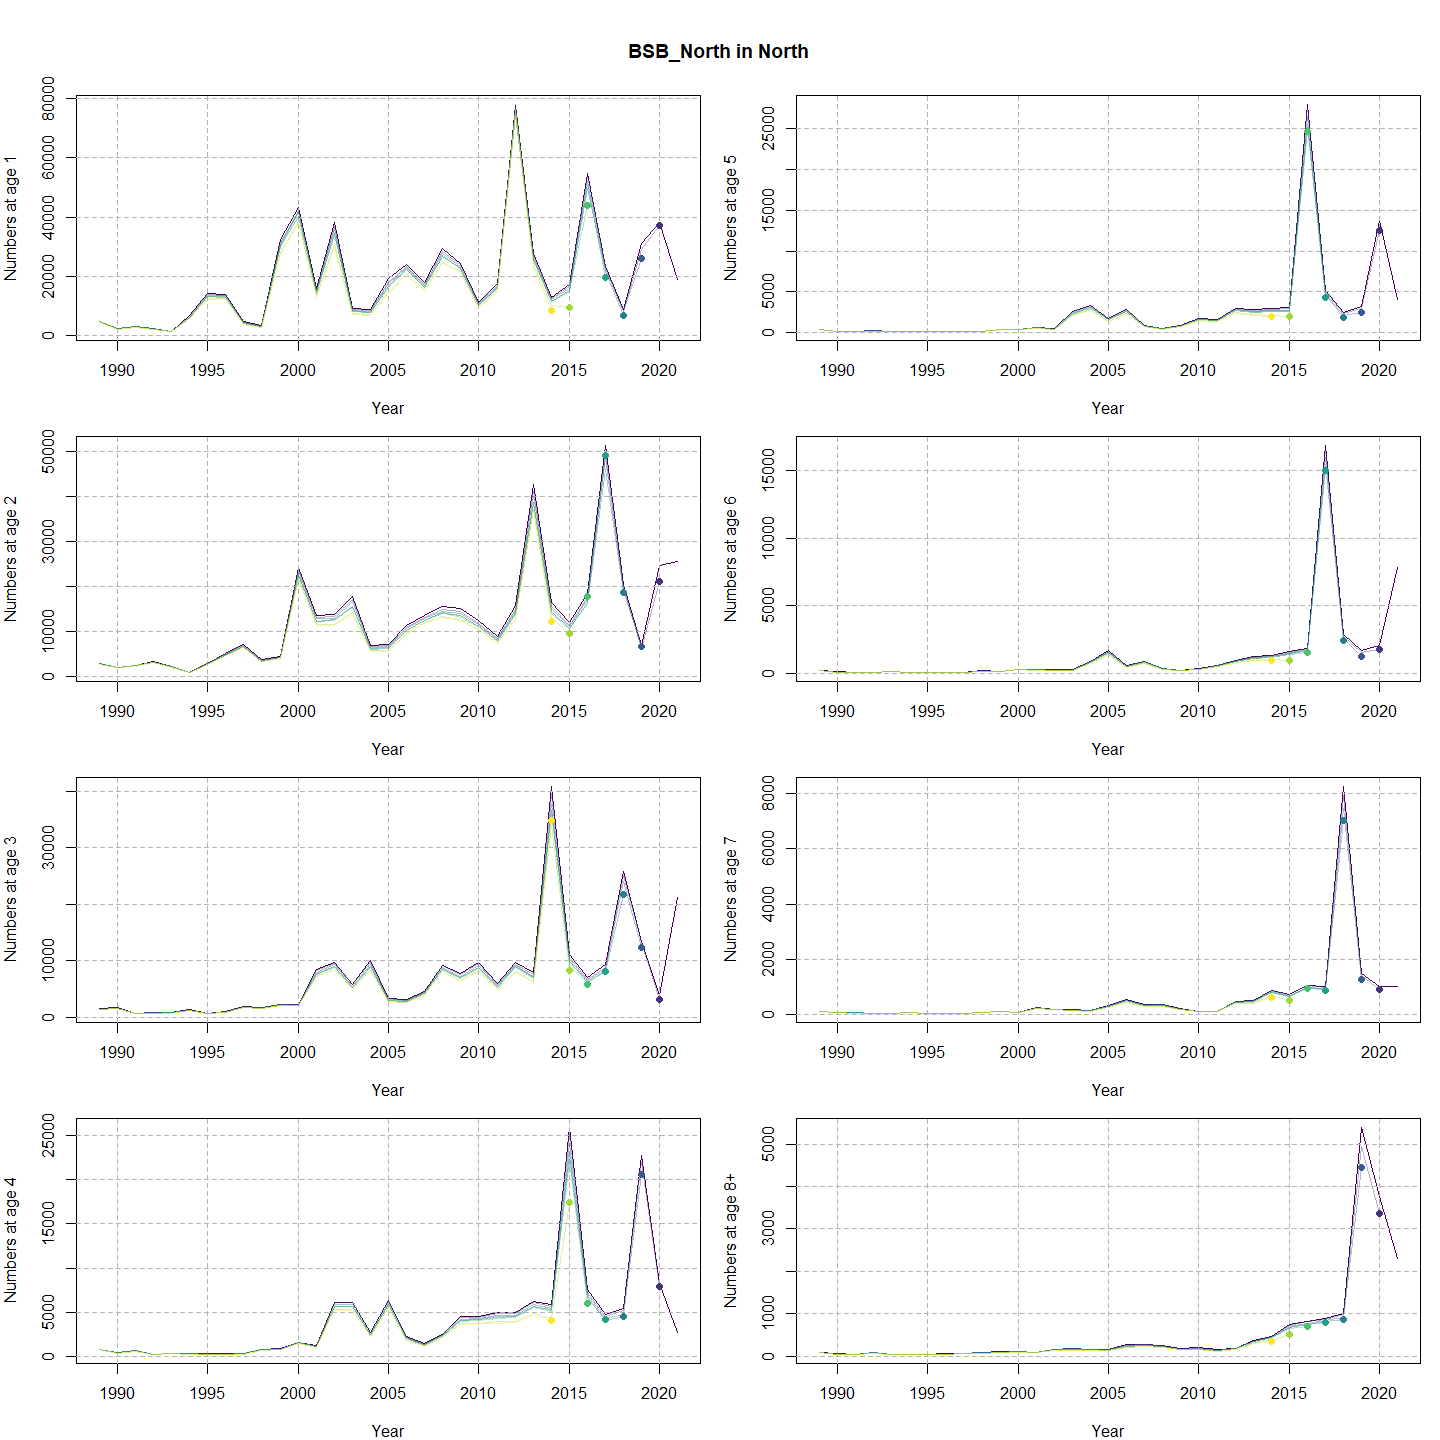 BSB_North in North
Numbers at age 1
0 20000 40000 60000 80000
1990 1995 2000 2005 2010 2015 2020
Year
Numbers at age 5
0 5000 15000 25000
1990 1995 2000 2005 2010 2015 2020
Year
Numbers at age 2
0 10000 30000 50000
1990 1995 2000 2005 2010 2015 2020
Year
Numbers at age 6
0 5000 10000 15000
1990 1995 2000 2005 2010 2015 2020
Year
Numbers at age 3
0 10000 30000
1990 1995 2000 2005 2010 2015 2020
Year
Numbers at age 7
0 2000 4000 6000 8000
1990 1995 2000 2005 2010 2015 2020
Year
Numbers at age 4
0 5000 15000 25000
1990 1995 2000 2005 2010 2015 2020
Year
Numbers at age 8+
0 1000 3000 5000
1990 1995 2000 2005 2010 2015 2020
Year